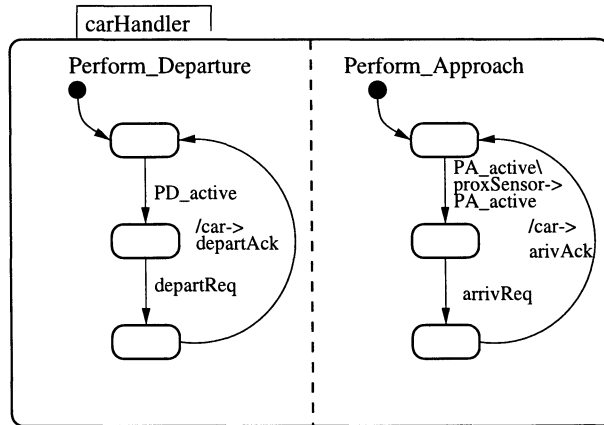 carHandler
Perform_Departure
PD_active
/car->
departAck
departReq
Perform_Approach
PA_active\
proxSensor->
PA_active
/car->
arivAck
arrivReq